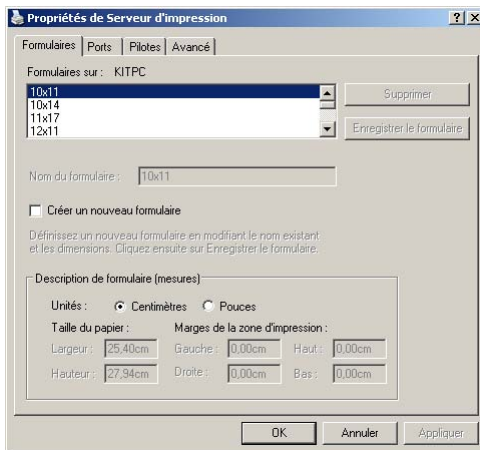 Propriétés de Serveur d'impression
Formulaires Ports Pilotes Avancé
Formulaires sur : KITPC
10x11
10x14
11x17
12x11
Supprimer
Enregistrer le formulaire
Nom du formulaire : 10x11
Créer un nouveau formulaire
Définissez un nouveau formulaire en modifiant le nom existant
et les dimensions. Cliquez ensuite sur Enregistrer le formulaire.
Description de formulaire (mesures)
Unités : Centimètres Pouces
Taille du papier : Marges de la zone d'impression :
Largeur : 25,40cm Gauche : 0,00cm Haut : 0,00cm
Hauteur : 27,94cm Droite : 0,00cm Bas : 0,00cm
OK Annuler Appliquer